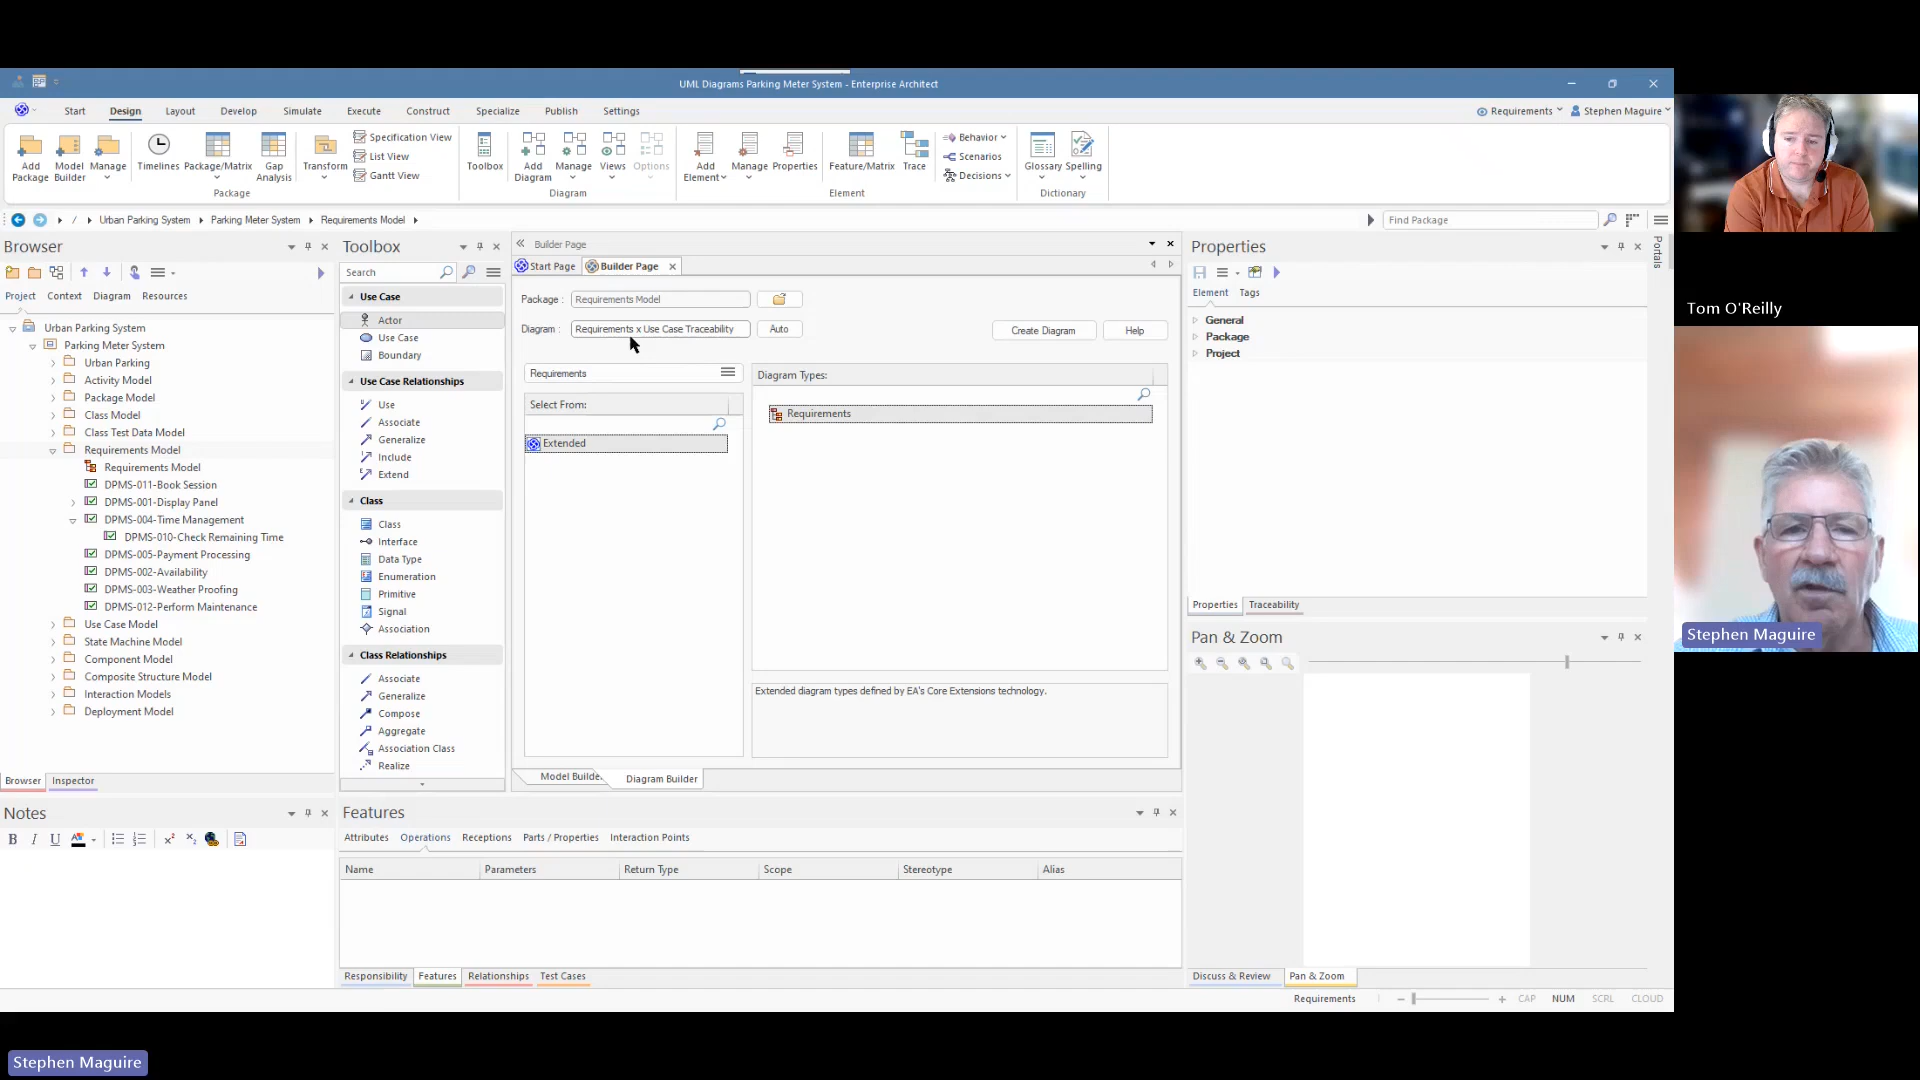 UML Diagrams Parking Meter System - Enterprise Architect
Start Design Layout Develop Simulate Execute Construct Specialize Publish Settings
Requirements Stephen Maguire
Add Package
Model Builder
Manage
Timelines
Package/Matrix
Gap Analysis
Transform
Specification View
List View
Gantt View
Package
Toolbox
Add Diagram
Manage
Views
Options
Diagram
Add Element
Manage
Properties
Feature/Matrix
Trace
Behavior
Scenarios
Decisions
Element
Glossary
Spelling
Dictionary
/ Urban Parking System Parking Meter System Requirements Model
Find Package
Portals
Browser
Project Context Diagram Resources
Urban Parking System
Parking Meter System
Urban Parking
Activity Model
Package Model
Class Model
Class Test Data Model
Requirements Model
Requirements Model
DPMS-011-Book Session
DPMS-001-Display Panel
DPMS-004-Time Management
DPMS-010-Check Remaining Time
DPMS-005-Payment Processing
DPMS-002-Availability
DPMS-003-Weather Proofing
DPMS-012-Perform Maintenance
Use Case Model
State Machine Model
Component Model
Composite Structure Model
Interaction Models
Deployment Model
Browser Inspector
Notes
B I U A
Toolbox
Search
Use Case
Actor
Use Case
Boundary
Use Case Relationships
Use
Associate
Generalize
Include
Extend
Class
Class
Interface
Data Type
Enumeration
Primitive
Signal
Association
Class Relationships
Associate
Generalize
Compose
Aggregate
Association Class
Realize
Builder Page
Start Page Builder Page
Package : Requirements Model
Diagram : Requirements x Use Case Traceability Auto
Create Diagram Help
Requirements
Select From:
Extended
Diagram Types:
Requirements
Extended diagram types defined by EA's Core Extensions technology.
Model Builde Diagram Builder
Features
Attributes Operations Receptions Parts / Properties Interaction Points
Name Parameters Return Type Scope Stereotype Alias
Responsibility Features Relationships Test Cases
Properties
Element Tags
General
Package
Project
Properties Traceability
Pan & Zoom
Discuss & Review Pan & Zoom
Requirements CAP NUM SCRL CLOUD
Tom O'Reilly
Stephen Maguire
Stephen Maguire